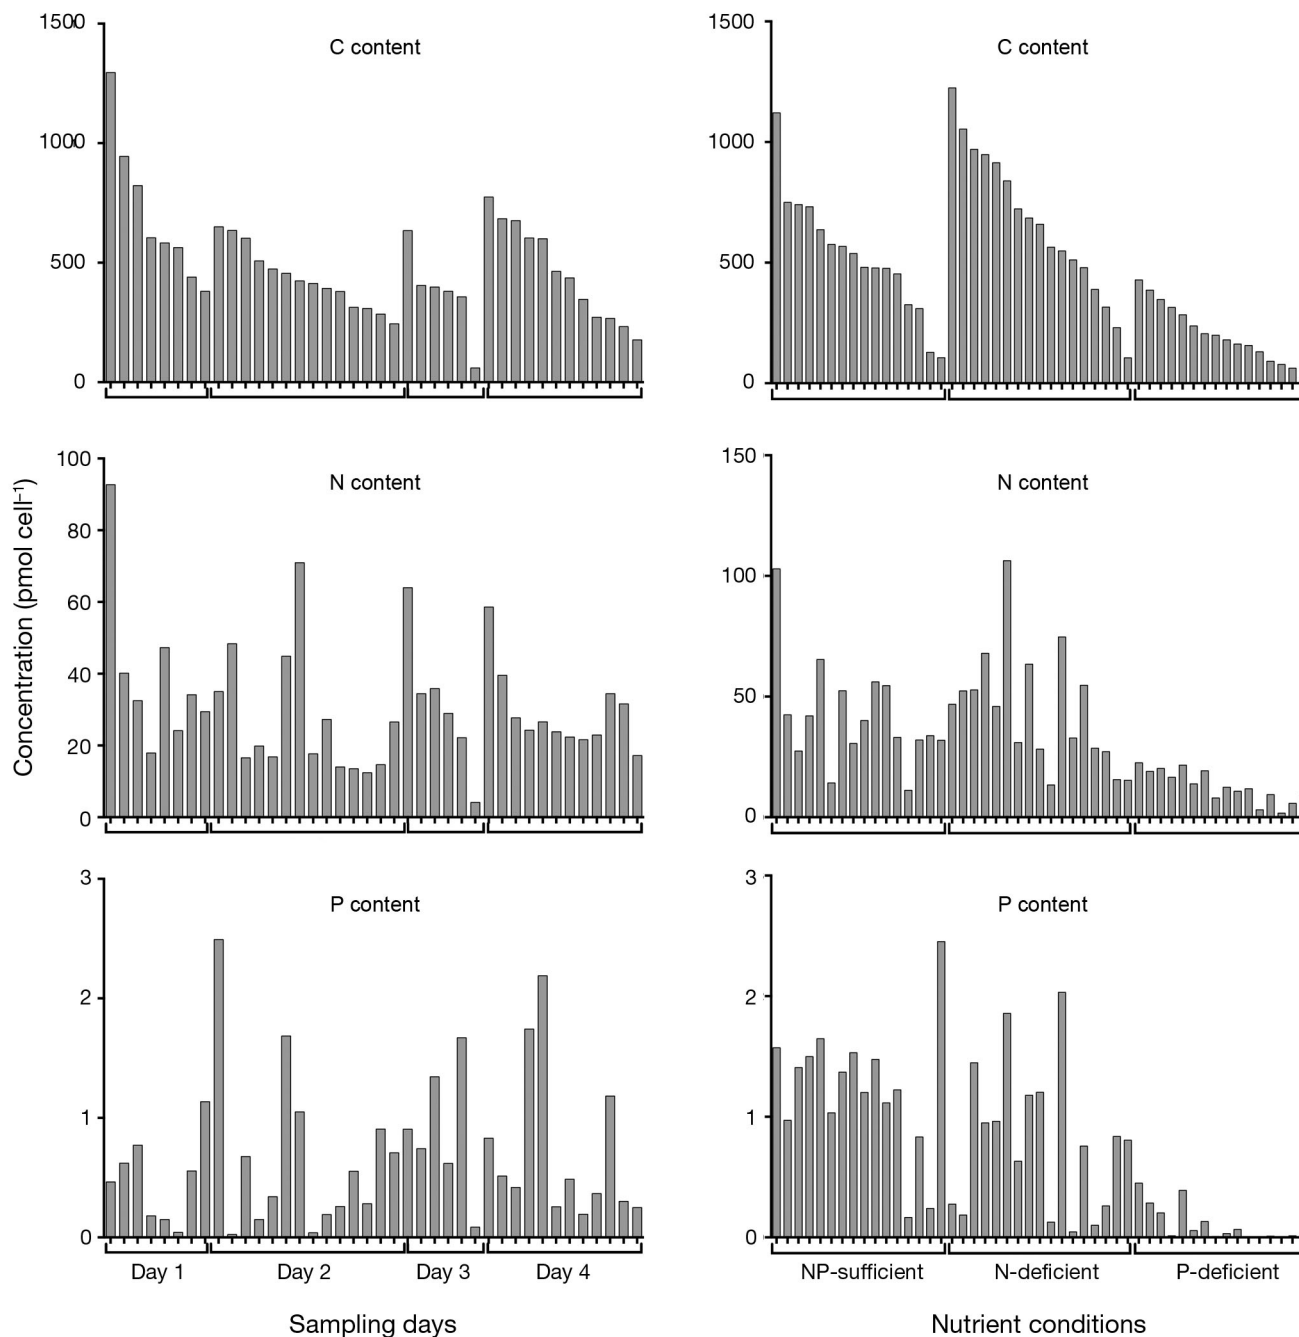 1500
C content
1000
500
0
1500
C content
1000
500
0
100
N content
80
60
40
20
0
150
N content
100
50
0
Concentration (pmol cell⁻¹)
3
P content
2
1
0
Day 1 Day 2 Day 3 Day 4
Sampling days
3
P content
2
1
0
NP-sufficient N-deficient P-deficient
Nutrient conditions